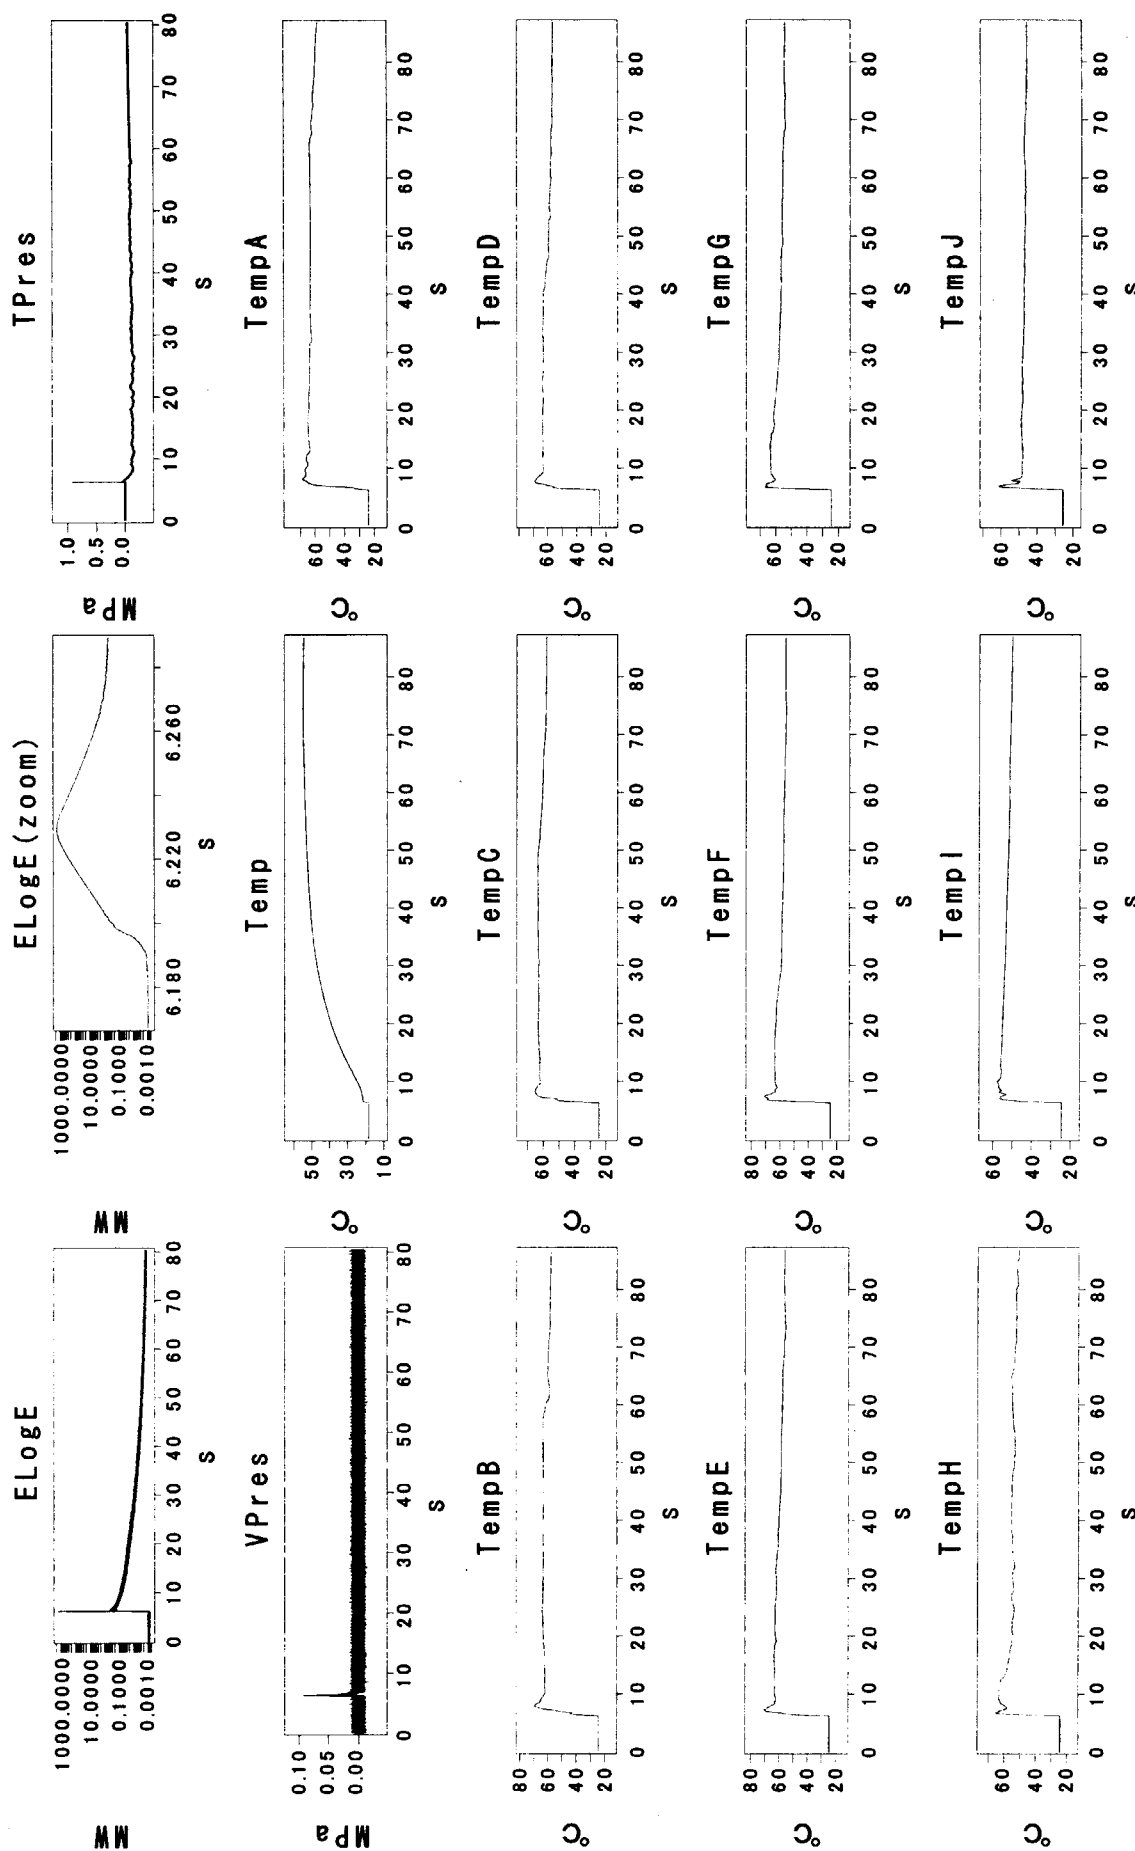 ELogE
MW
1000.0000
10.0000
0.1000
0.0010
0 10 20 30 40 50 60 70 80
S
ELogE(zoom)
MW
1000.0000
10.0000
0.1000
0.0010
6.180 6.220 6.260
S
TPres
MPa
1.0
0.5
0.0
0 10 20 30 40 50 60 70 80
S
VPres
MPa
0.10
0.05
0.00
0 10 20 30 40 50 60 70 80
S
Temp
°C
50
30
10
0 10 20 30 40 50 60 70 80
S
TempA
°C
60
40
20
0 10 20 30 40 50 60 70 80
S
TempB
°C
80
60
40
20
0 10 20 30 40 50 60 70 80
S
TempC
°C
60
40
20
0 10 20 30 40 50 60 70 80
S
TempD
°C
60
40
20
0 10 20 30 40 50 60 70 80
S
TempE
°C
80
60
40
20
0 10 20 30 40 50 60 70 80
S
TempF
°C
80
60
40
20
0 10 20 30 40 50 60 70 80
S
TempG
°C
60
40
20
0 10 20 30 40 50 60 70 80
S
TempH
°C
60
40
20
0 10 20 30 40 50 60 70 80
S
TempI
°C
60
40
20
0 10 20 30 40 50 60 70 80
S
TempJ
°C
60
40
20
0 10 20 30 40 50 60 70 80
S